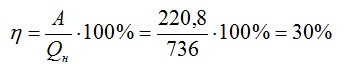 η = A/Qн · 100% = 220,8/736 · 100% = 30%